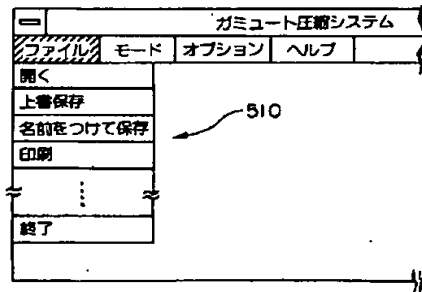 ガミュート圧縮システム
ファイル モード オプション ヘルプ
開く
上書保存
名前をつけて保存
510
印刷
終了